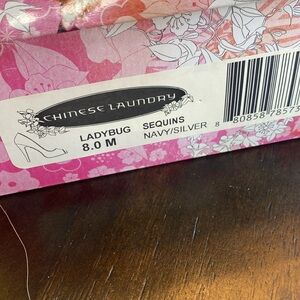 CHINESE LAUNDRY
LADYBUG SEQUINS
8.0 M NAVY/SILVER
8 80858 78573